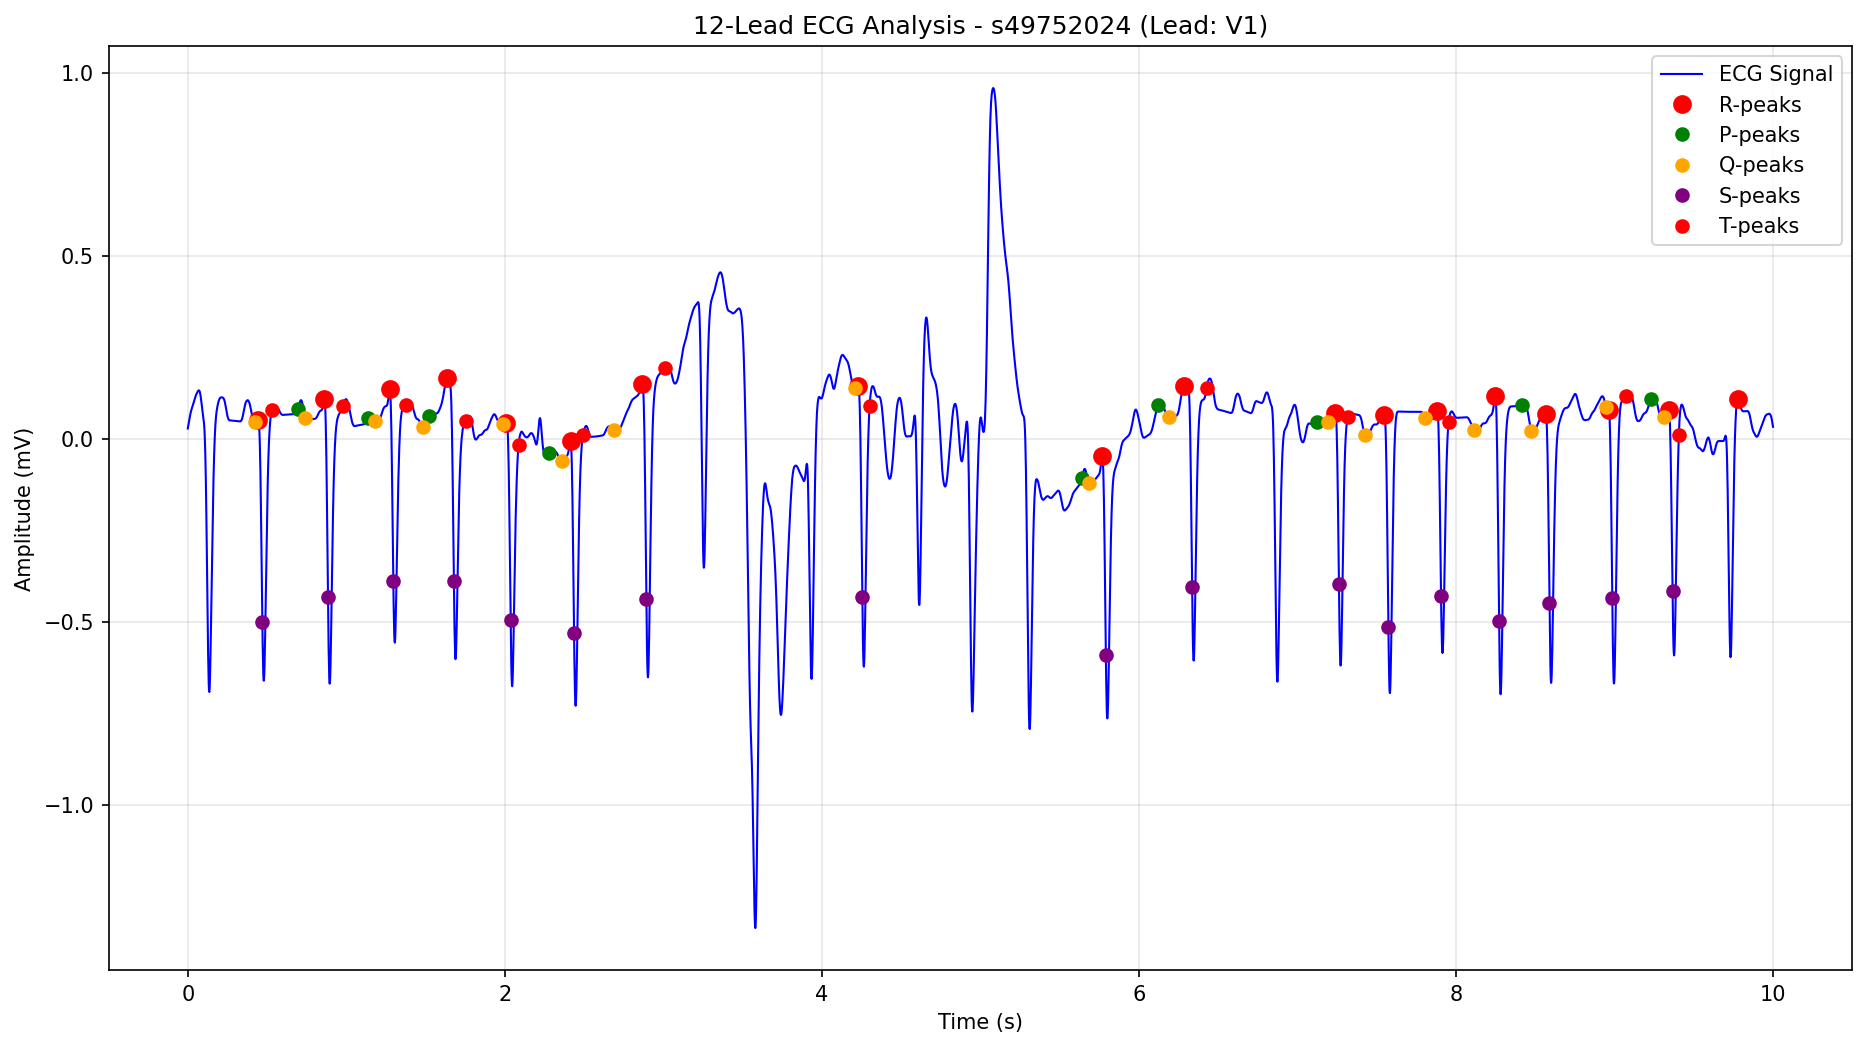 12-Lead ECG Analysis - s49752024 (Lead: V1)
ECG Signal
R-peaks
P-peaks
Q-peaks
S-peaks
T-peaks
Amplitude (mV)
1.0
0.5
0.0
−0.5
−1.0
0
2
4
6
8
10
Time (s)